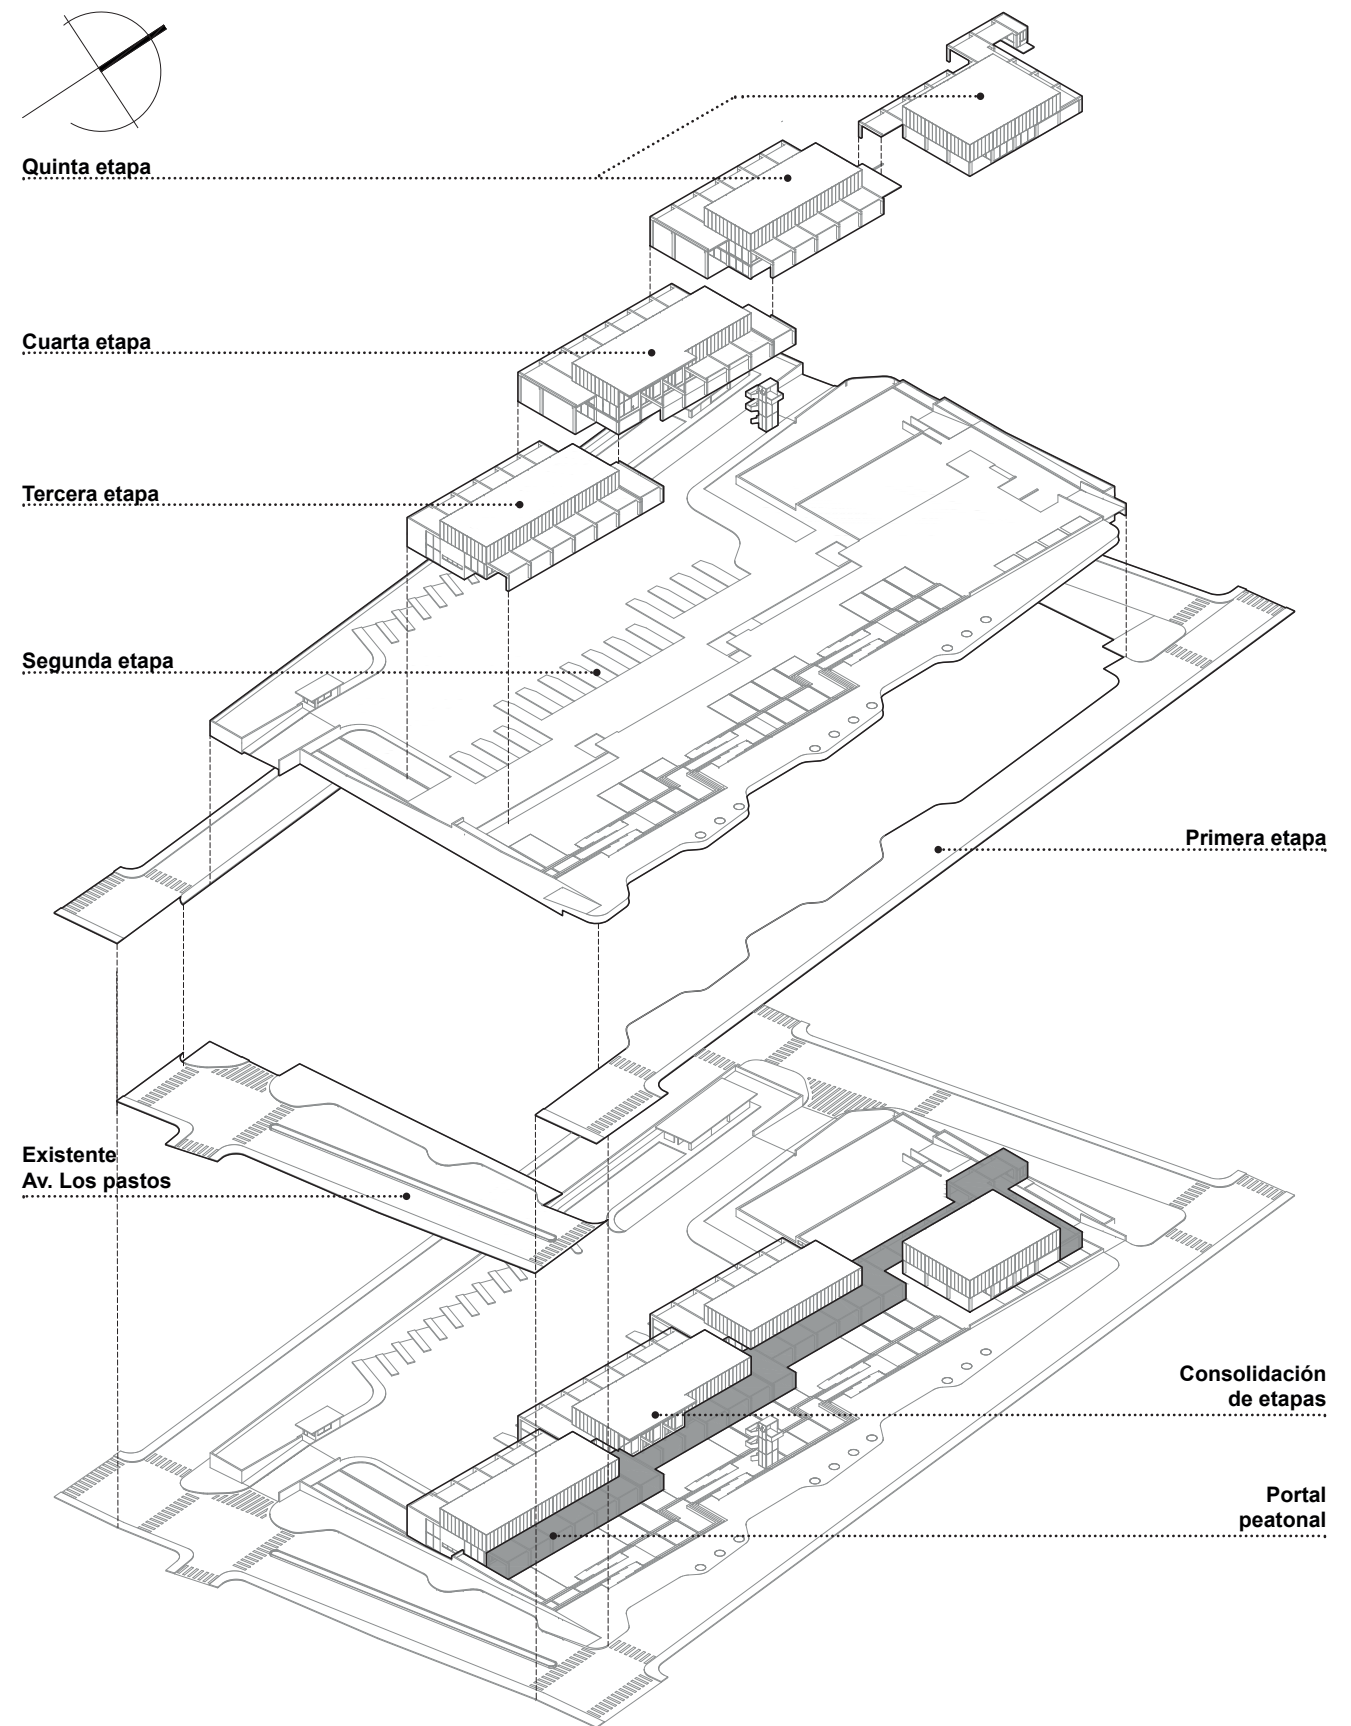 Quinta etapa
Cuarta etapa
Tercera etapa
Segunda etapa
Primera etapa
Existente
Av. Los pastos
Consolidación
de etapas
Portal
peatonal